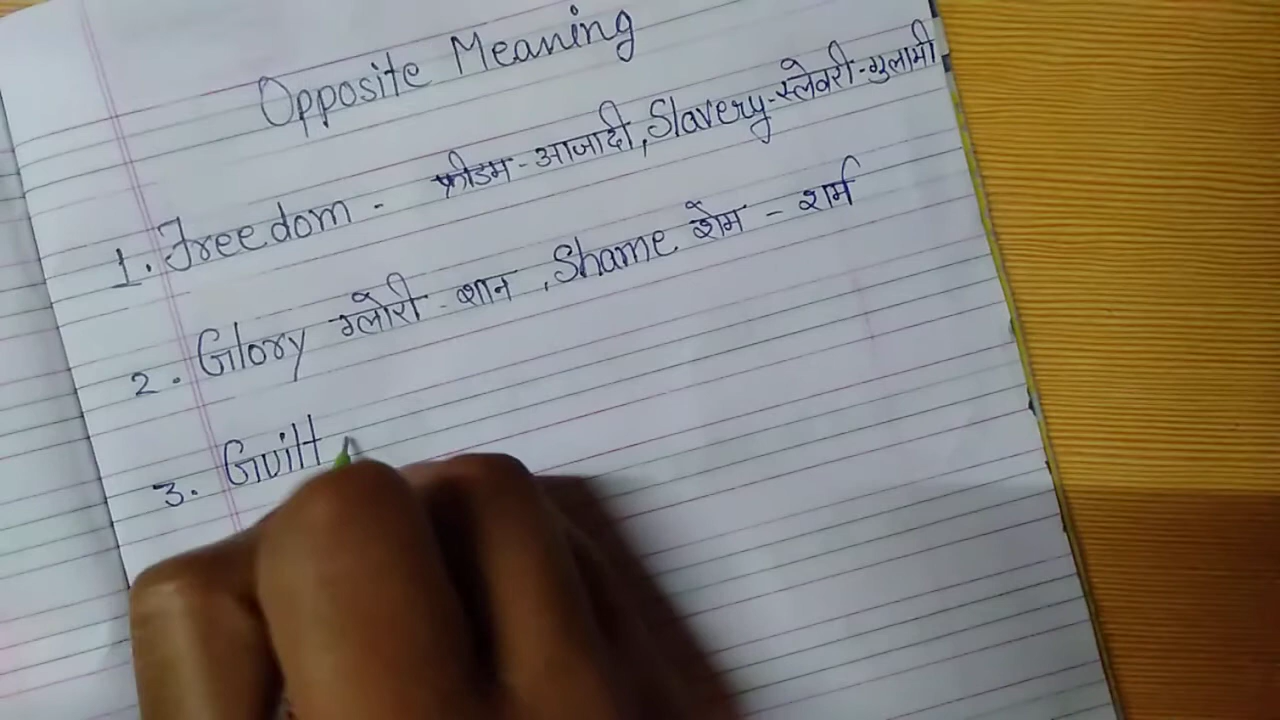 Opposite Meaning
1. Freedom - फ्रीडम - आजादी, Slavery - स्लेवरी - गुलामी
2. Glory ग्लोरी - शान, Shame शेम - शर्म
3. Guilt